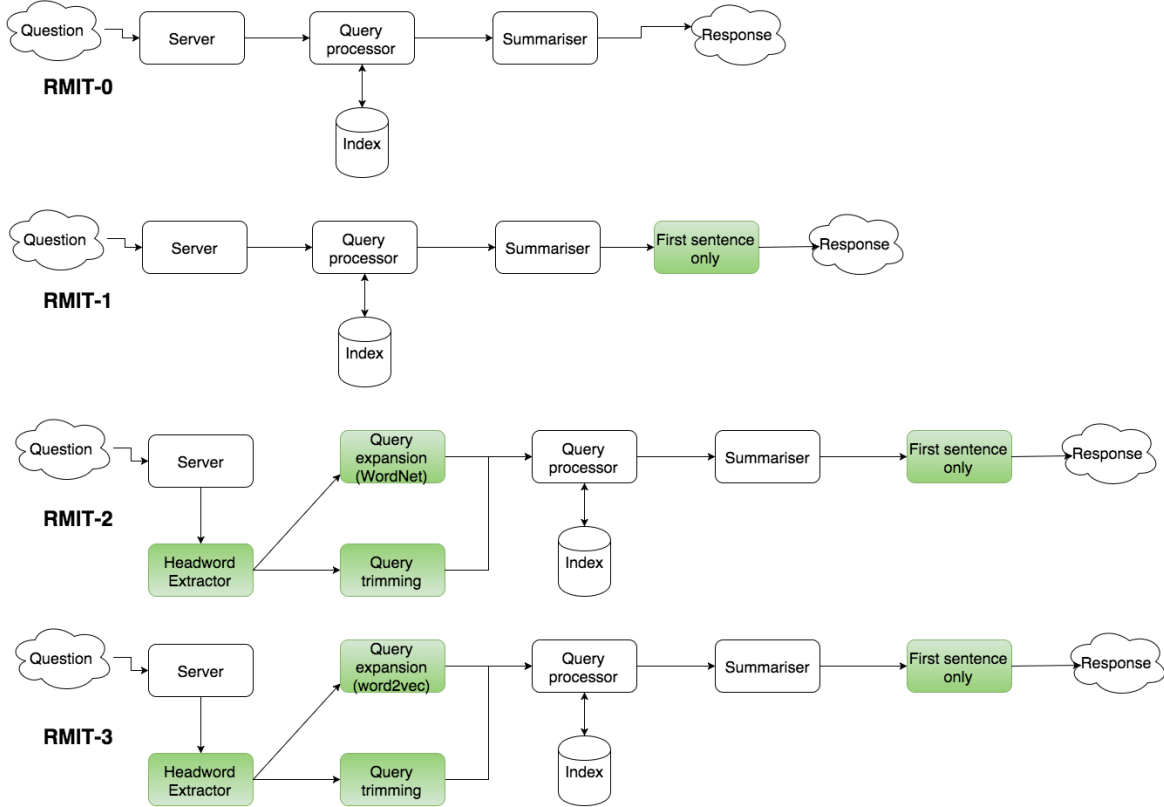 Question
Server
Query
processor
Summariser
Response
RMIT-0
Index
Question
Server
Query
processor
Summariser
First sentence
only
Response
RMIT-1
Index
Question
Server
Query
expansion
(WordNet)
Query
processor
Summariser
First sentence
only
Response
RMIT-2
Headword
Extractor
Query
trimming
Index
Question
Server
Query
expansion
(word2vec)
Query
processor
Summariser
First sentence
only
Response
RMIT-3
Headword
Extractor
Query
trimming
Index